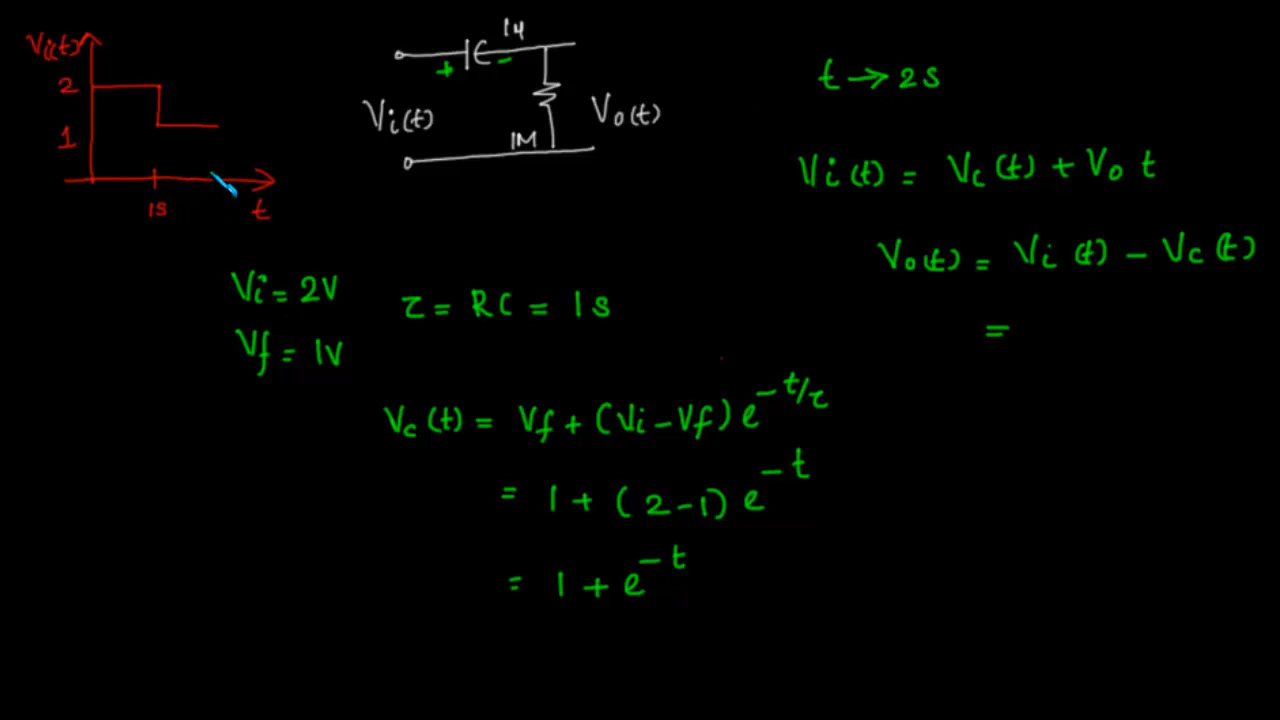 Vi(t)
2
1
1s
t
1μ
+ -
Vi(t)
Vo(t)
1M
t → 2s
Vi(t) = Vc(t) + Vo t
Vo(t) = Vi(t) - Vc(t)
=
Vi = 2V
Vf = 1V
τ = RC = 1s
Vc(t) = Vf + (Vi - Vf) e^-t/τ
= 1 + (2-1) e^-t
= 1 + e^-t